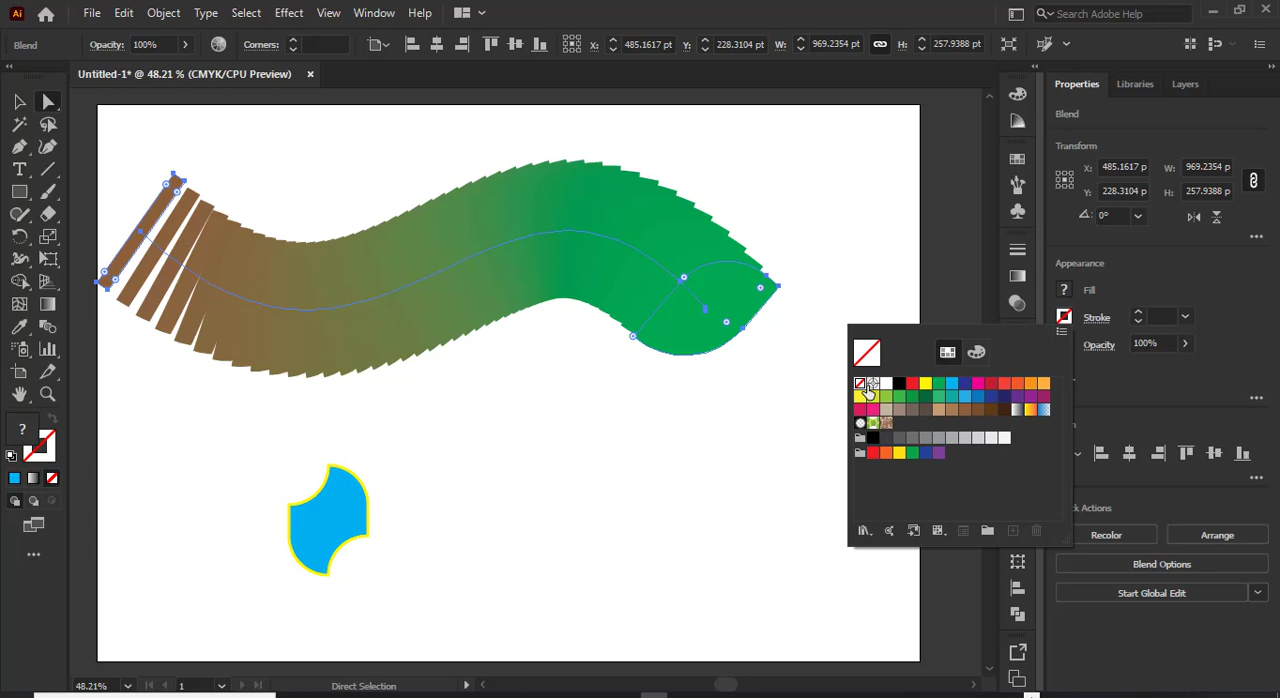 Ai File Edit Object Type Select Effect View Window Help Search Adobe Help
Blend Opacity: 100% Corners: X: 485.1617 pt Y: 228.3104 pt W: 969.2354 pt H: 257.9388 pt
Untitled-1* @ 48.21 % (CMYK/CPU Preview) ×
Properties Libraries Layers
Blend
Transform
X: 485.1617 p W: 969.2354 p
Y: 228.3104 p H: 257.9388 p
0°
Appearance
? Fill
Stroke
Opacity 100%
?
ck Actions
Recolor Arrange
Blend Options
Start Global Edit
48.21% 1 Direct Selection